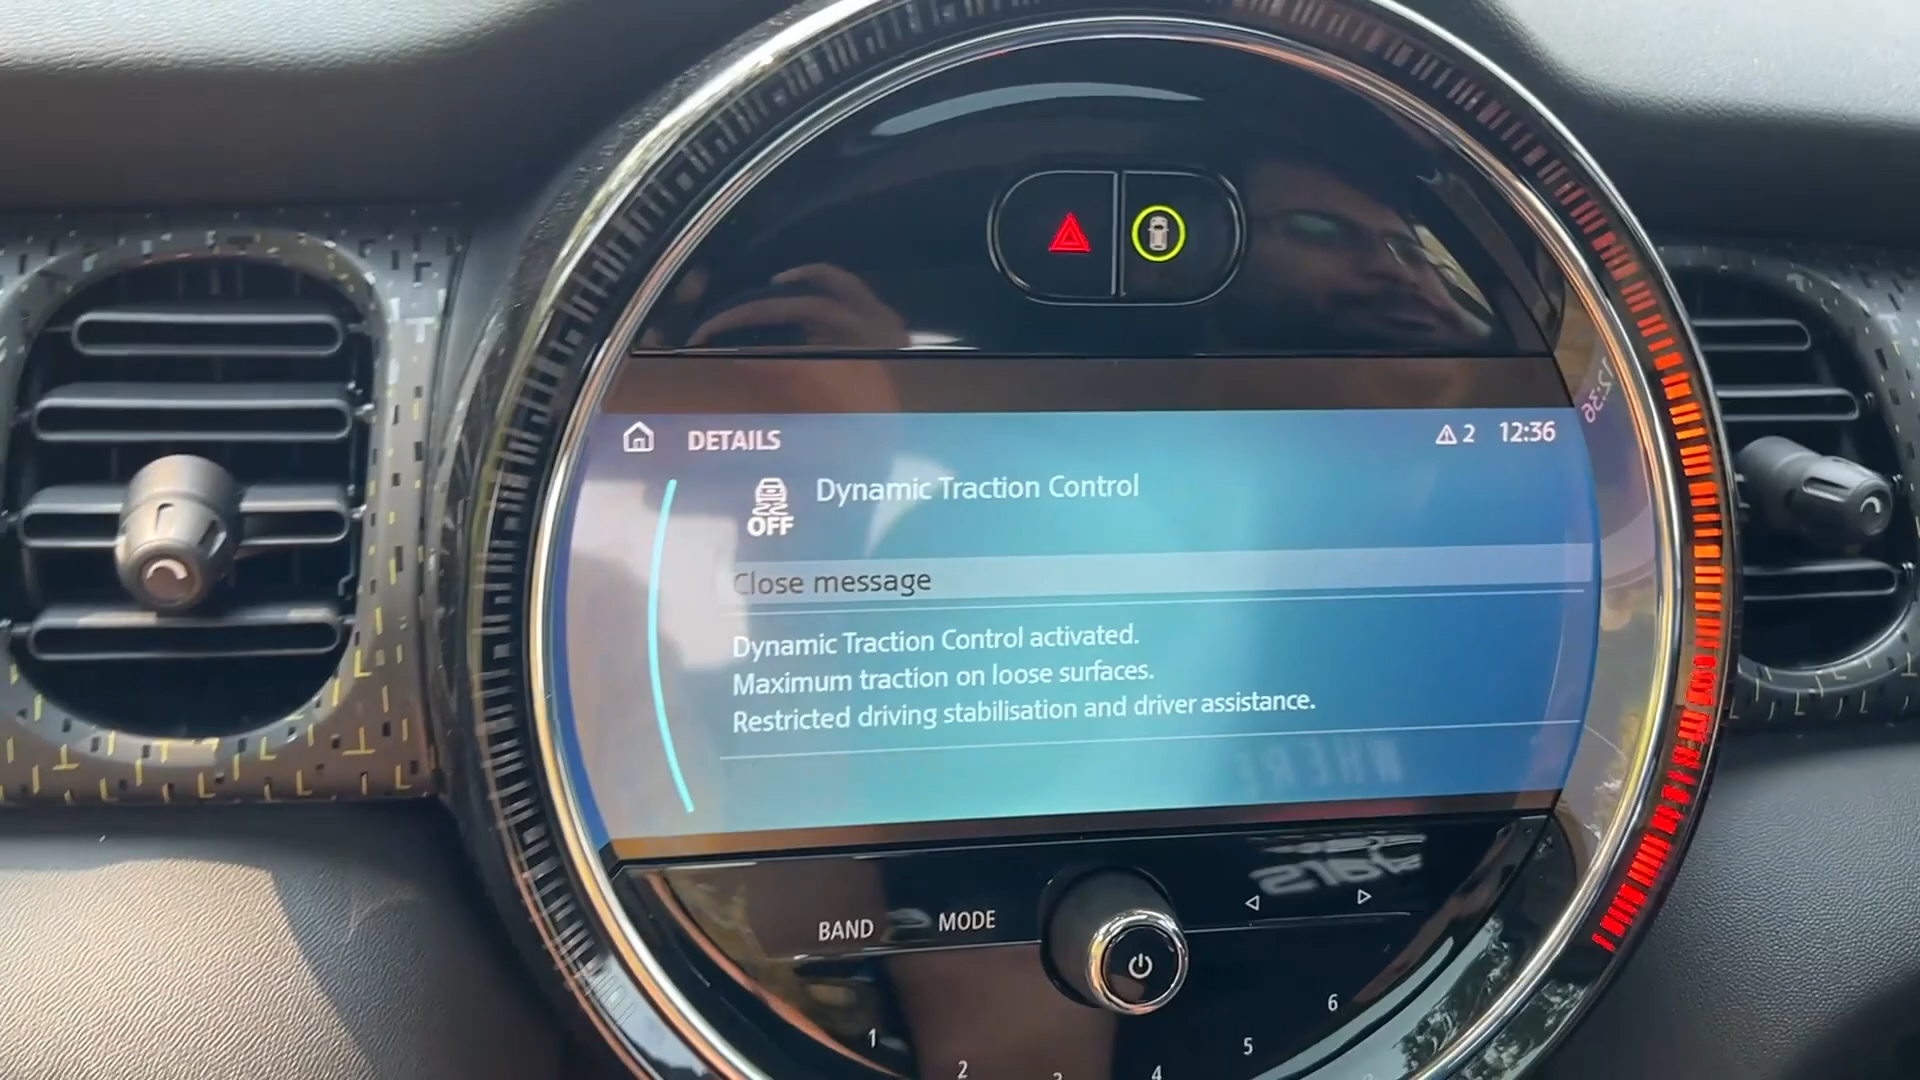 DETAILS
2 12:36
OFF
Dynamic Traction Control
Close message
Dynamic Traction Control activated.
Maximum traction on loose surfaces.
Restricted driving stabilisation and driver assistance.
BAND MODE
1 2 3 4 5 6